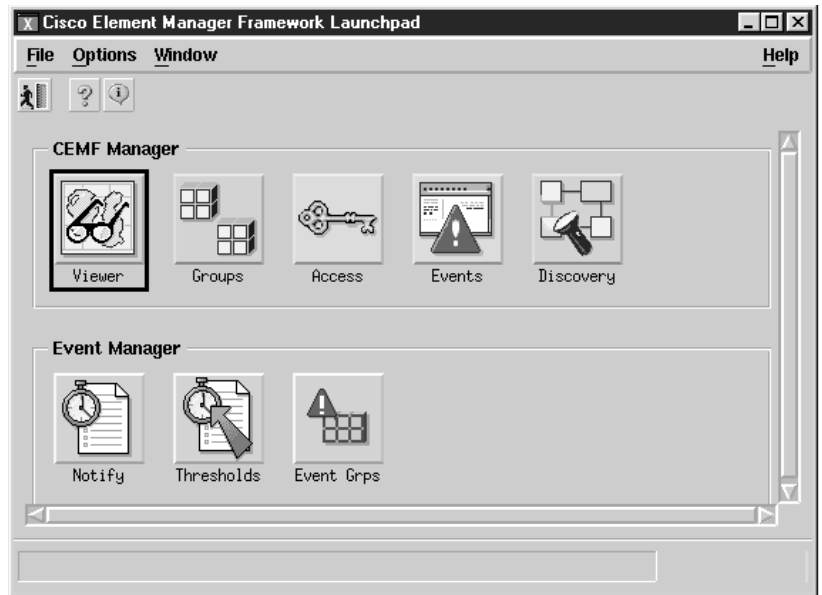 Cisco Element Manager Framework Launchpad
File Options Window Help
CEMF Manager
Viewer Groups Access Events Discovery
Event Manager
Notify Thresholds Event Grps